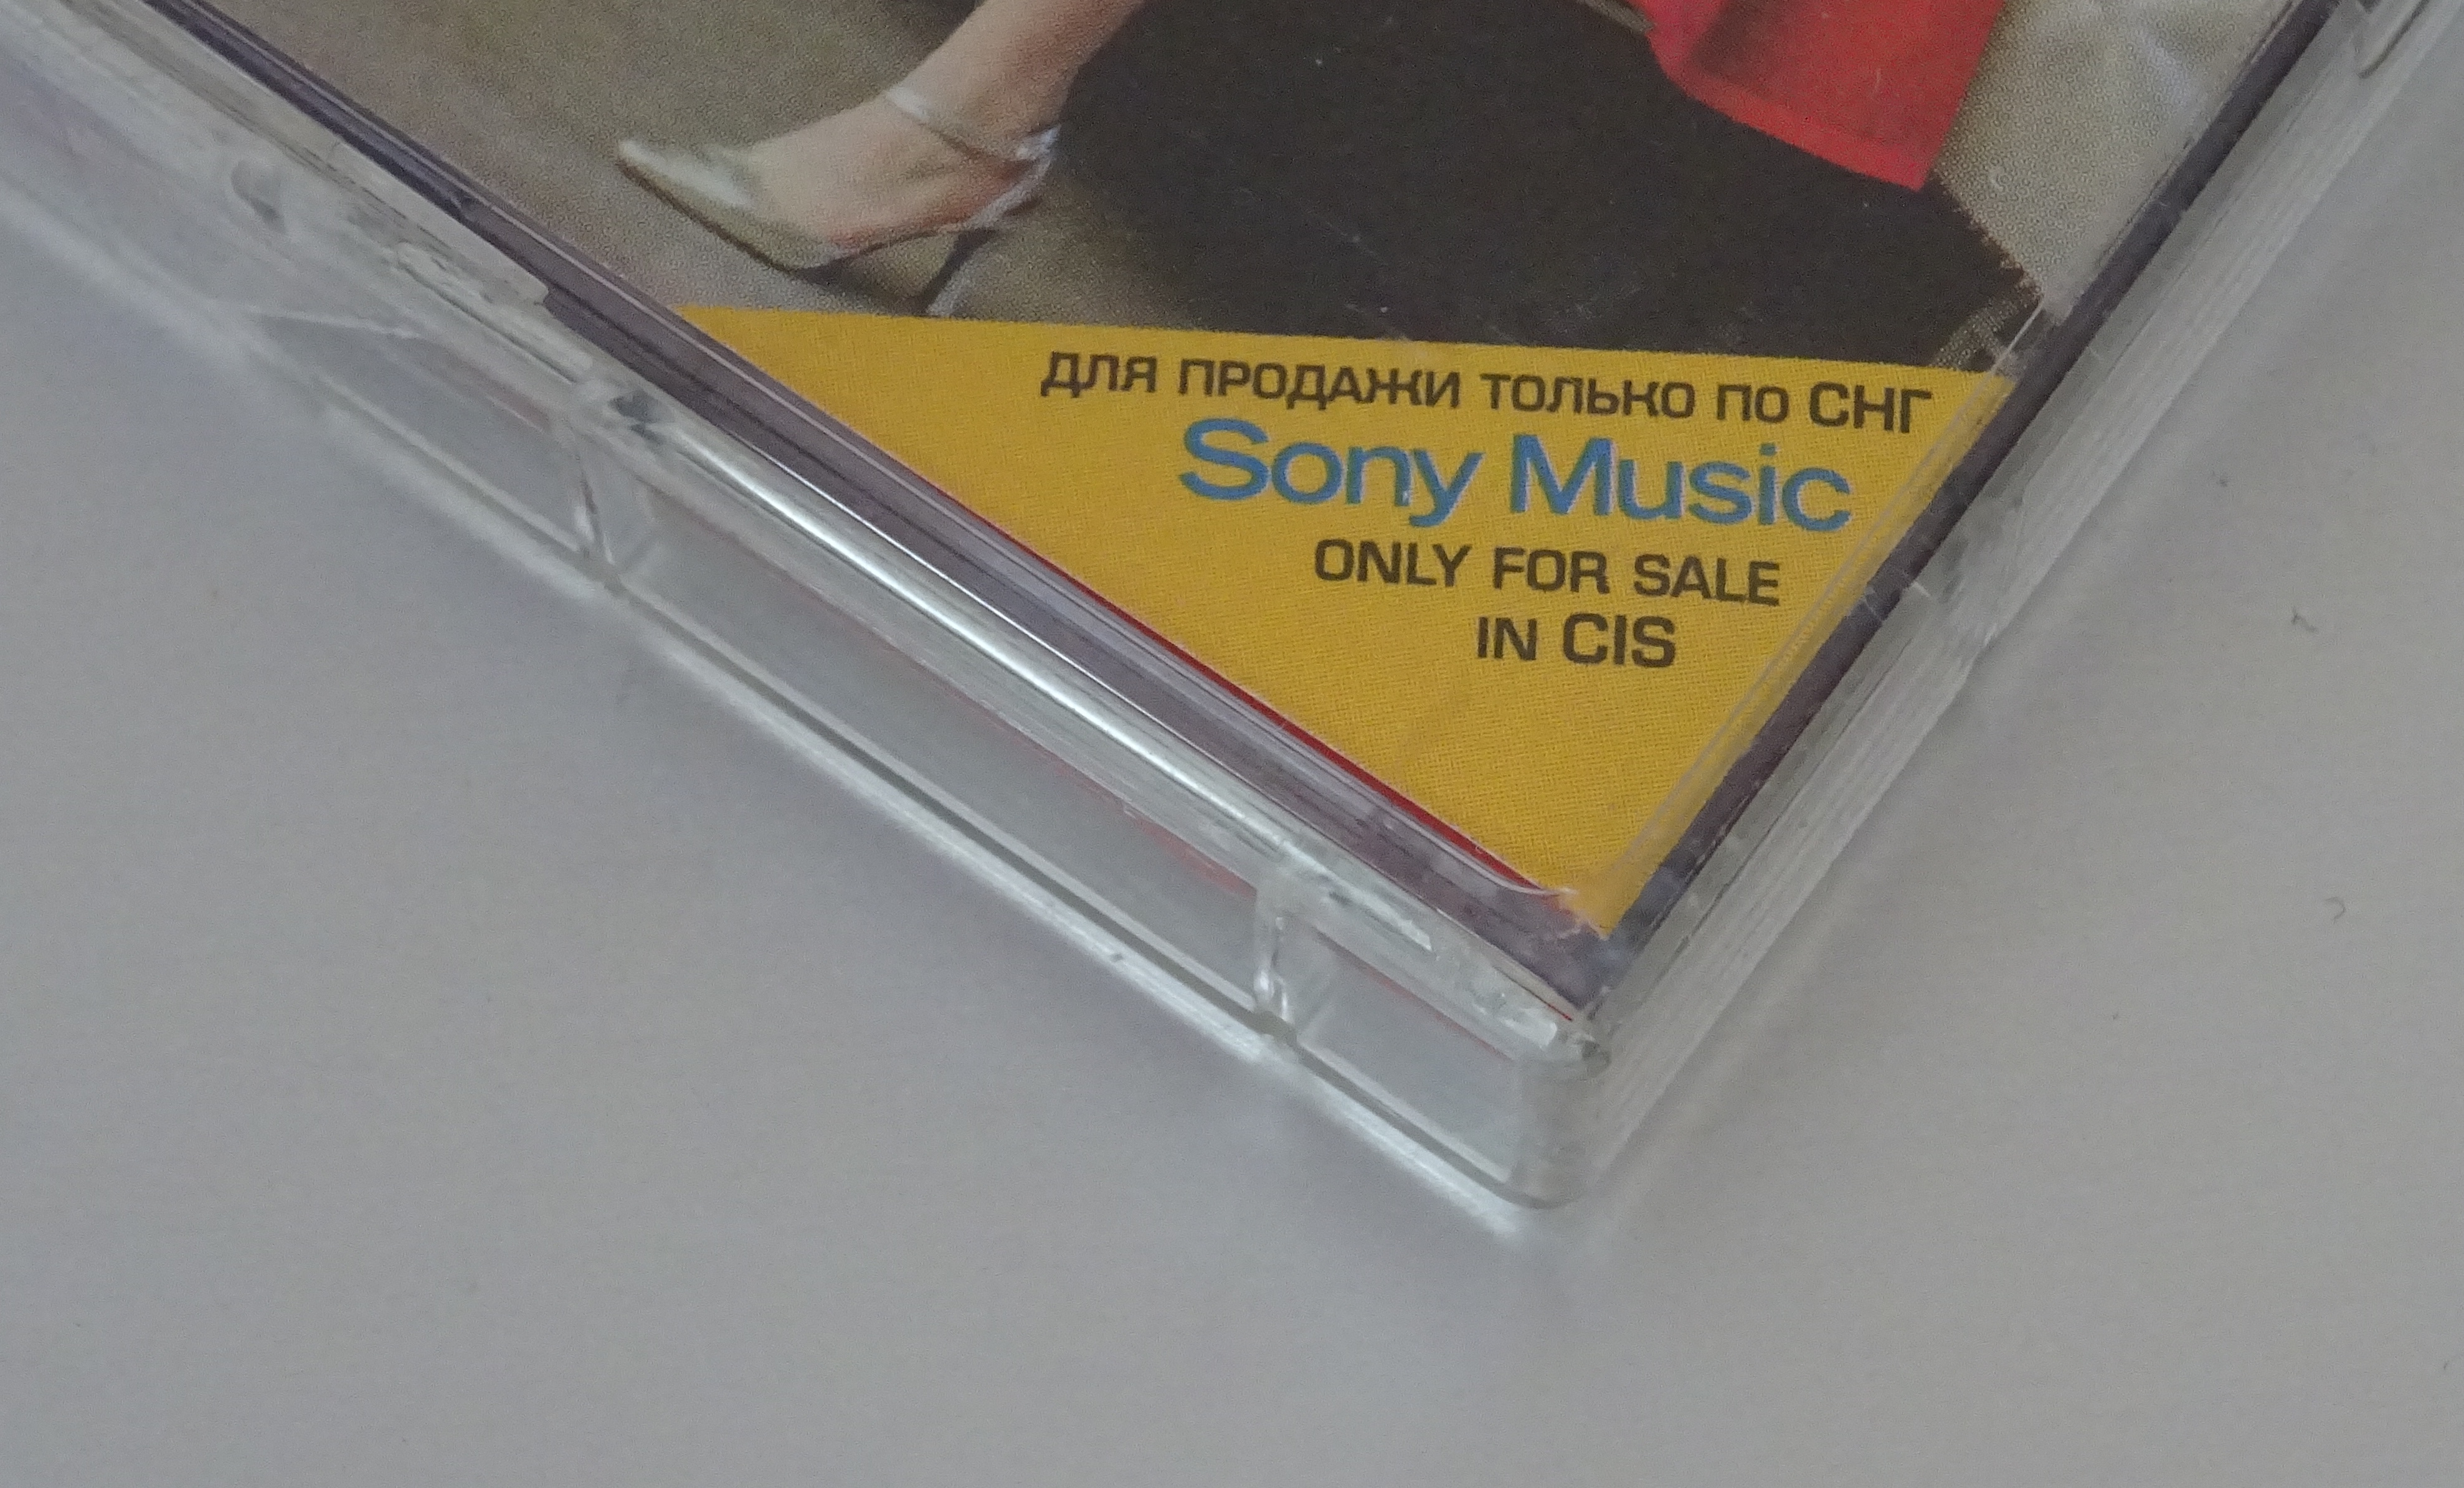 ДЛЯ ПРОДАЖИ ТОЛЬКО ПО СНГ
Sony Music
ONLY FOR SALE
IN CIS